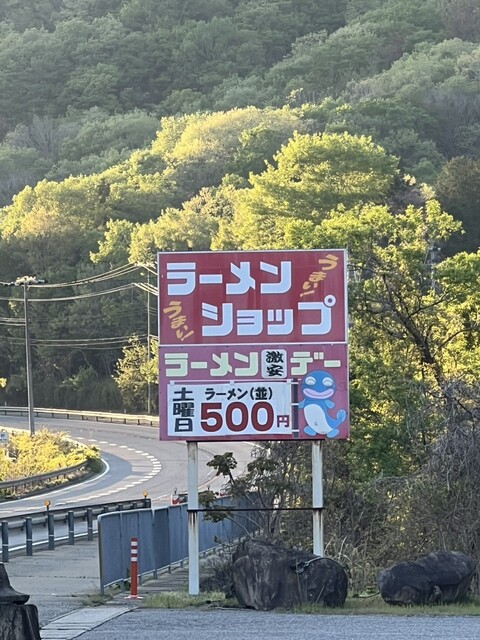 ラーメン
うまい!
うまい!
ショップ
ラーメン激安デー
土曜日
ラーメン(並)
500円